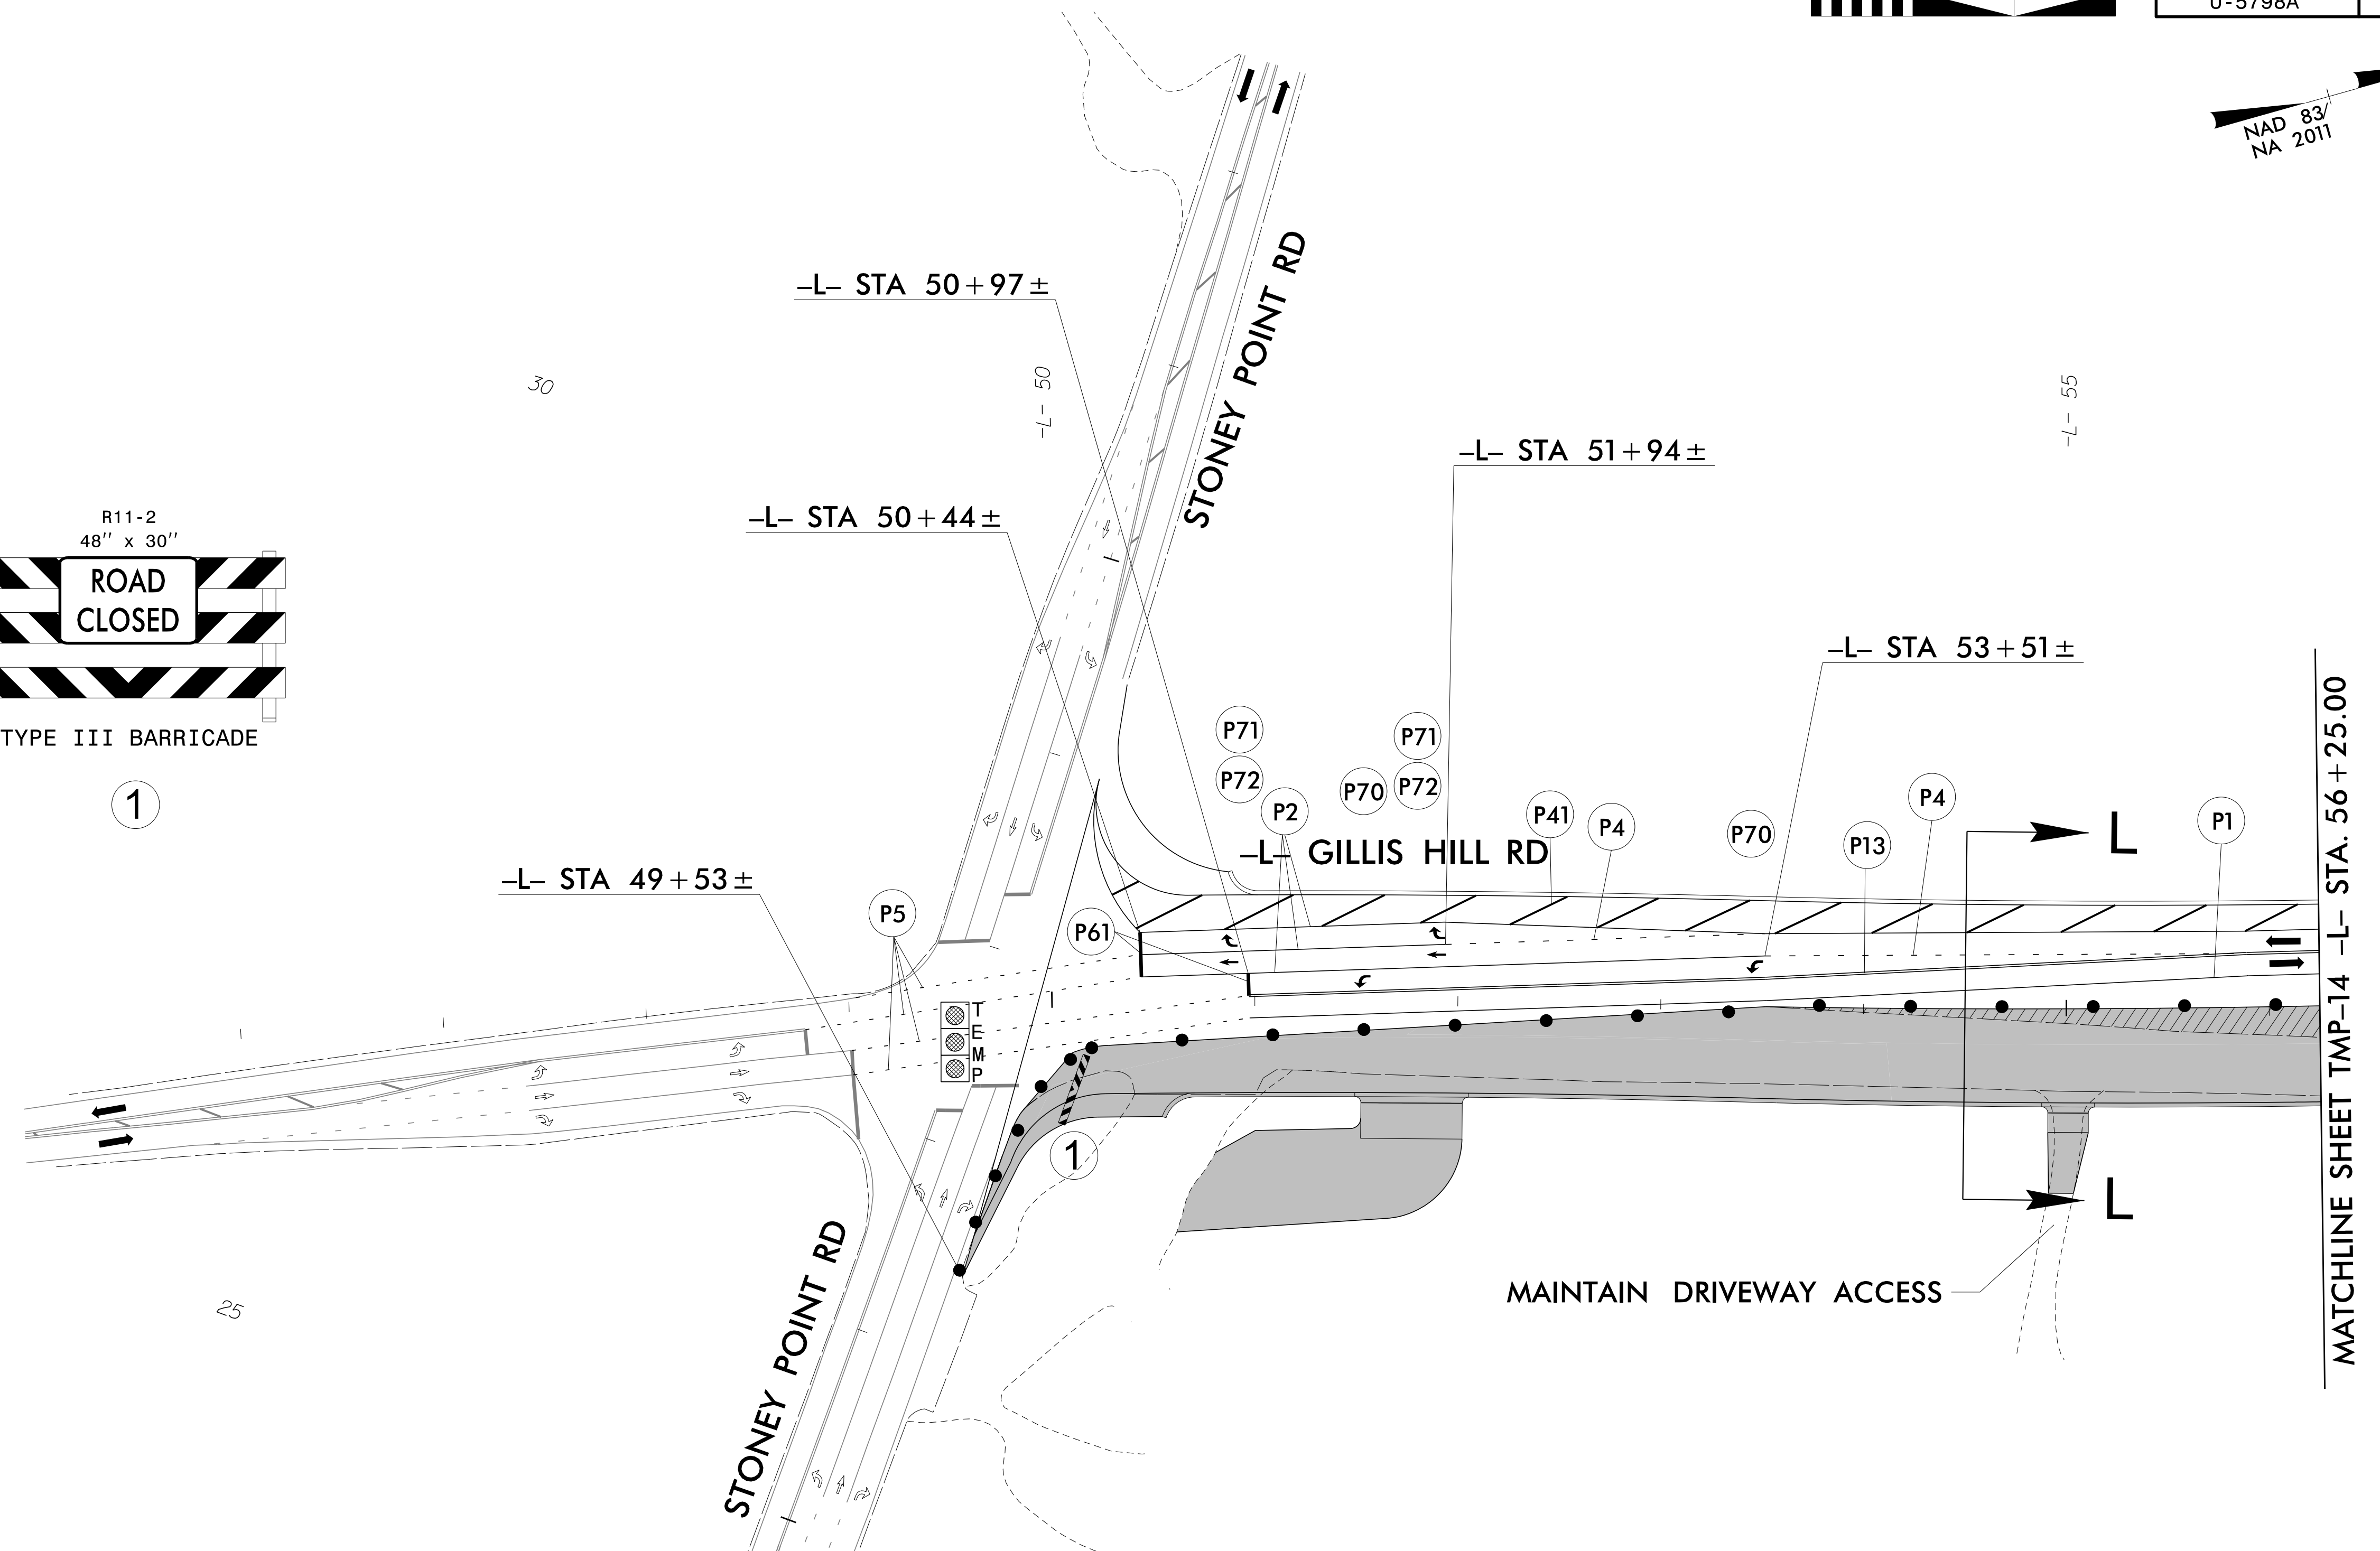 U-5798A
NAD 83/
NA 2011
-L- STA 50+97±
30
-L- 50
STONEY POINT RD
-L- 55
-L- STA 51+94±
R11-2
48'' x 30''
ROAD
CLOSED
TYPE III BARRICADE
1
-L- STA 50+44±
-L- STA 53+51±
P71
P72
P2
P70
P71
P72
P41
P4
P70
P13
P4
P1
L
-L- GILLIS HILL RD
-L- STA 49+53±
P5
P61
TEMP
1
L
MATCHLINE SHEET TMP-14 -L- STA. 56+25.00
STONEY POINT RD
25
MAINTAIN DRIVEWAY ACCESS